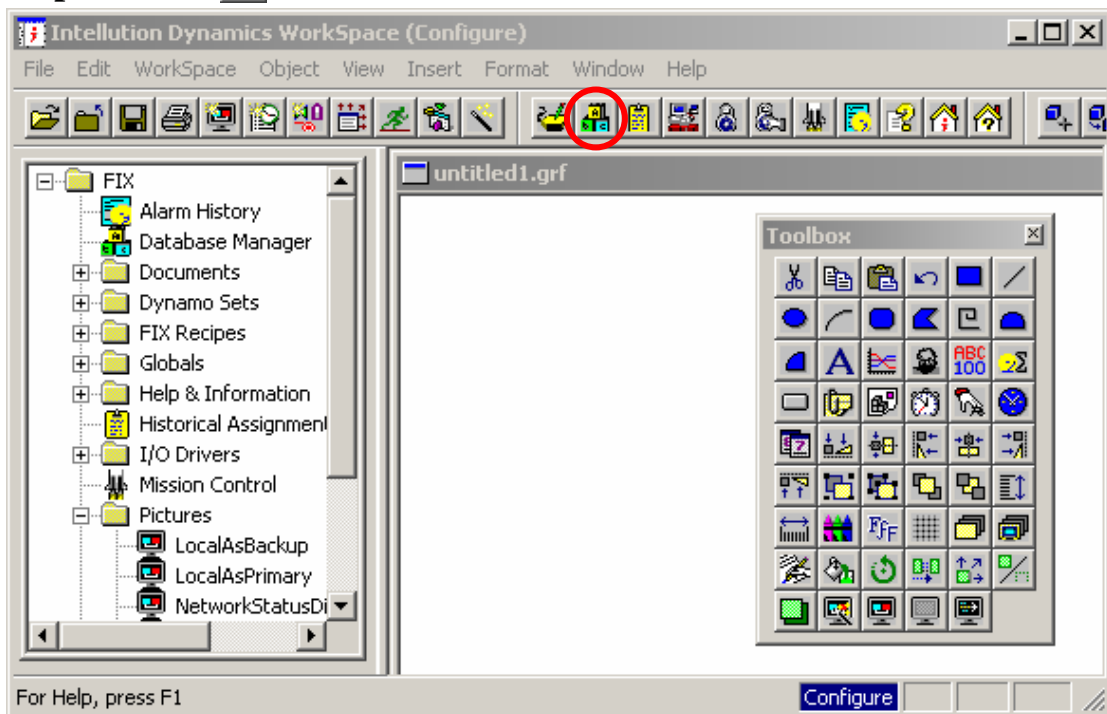 Intellution Dynamics WorkSpace (Configure)
File Edit WorkSpace Object View Insert Format Window Help
untitled1.grf
FIX
Alarm History
Database Manager
Documents
Dynamo Sets
FIX Recipes
Globals
Help & Information
Historical Assignmen
I/O Drivers
Mission Control
Pictures
LocalAsBackup
LocalAsPrimary
NetworkStatusDi
Toolbox
A ABC
100 Σ
For Help, press F1 Configure